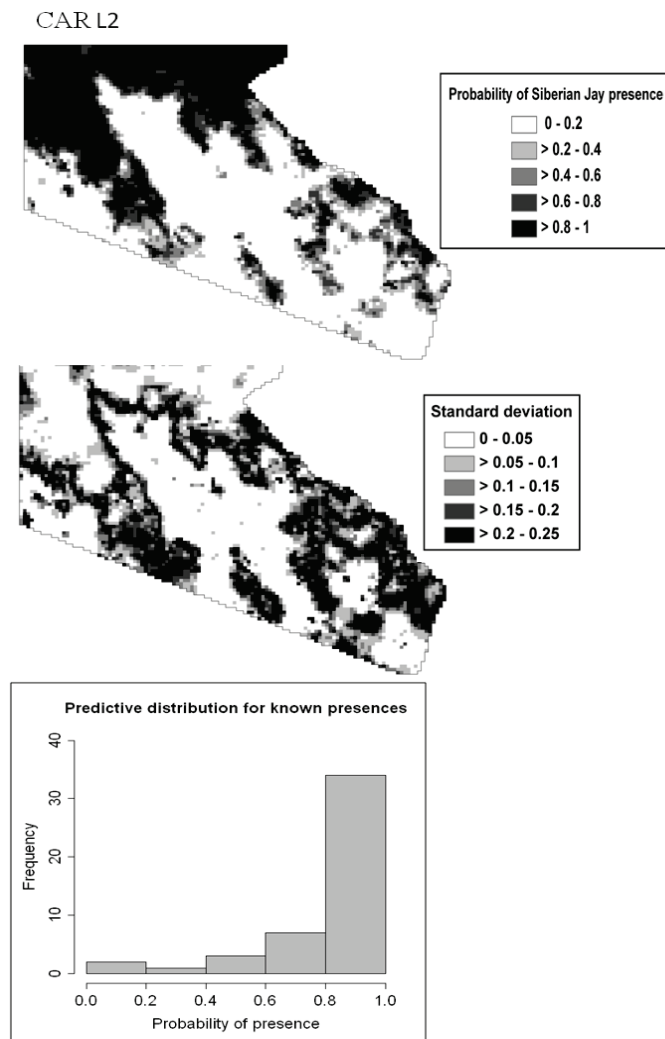 CAR L2
Probability of Siberian Jay presence
0 - 0.2
> 0.2 - 0.4
> 0.4 - 0.6
> 0.6 - 0.8
> 0.8 - 1
Standard deviation
0 - 0.05
> 0.05 - 0.1
> 0.1 - 0.15
> 0.15 - 0.2
> 0.2 - 0.25
Predictive distribution for known presences
40
30
20
10
0
Frequency
0.0 0.2 0.4 0.6 0.8 1.0
Probability of presence